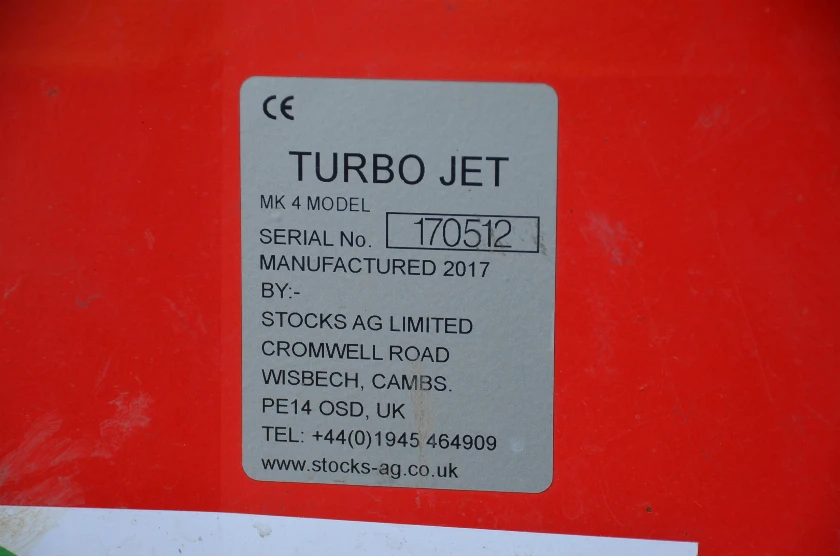 CE
TURBO JET
MK 4 MODEL
SERIAL No. 170512
MANUFACTURED 2017
BY:-
STOCKS AG LIMITED
CROMWELL ROAD
WISBECH, CAMBS.
PE14 OSD, UK
TEL: +44(0)1945 464909
www.stocks-ag.co.uk